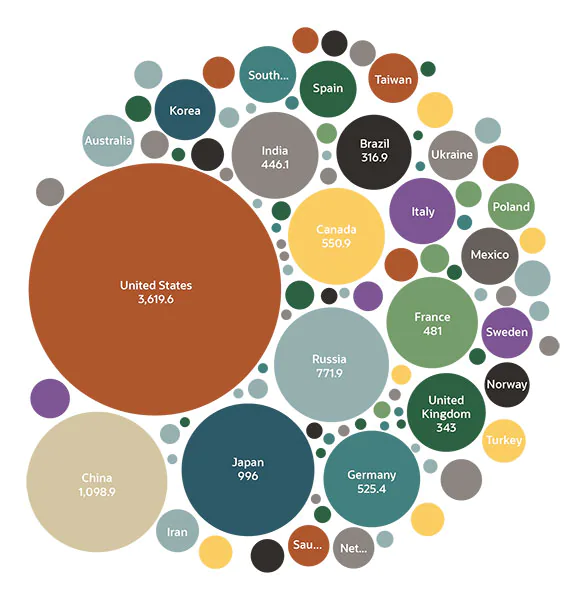 South...
Taiwan
Spain
Korea
Australia
India
446.1
Brazil
316.9
Ukraine
Italy
Poland
Canada
550.9
Mexico
United States
3,619.6
France
481
Sweden
Russia
771.9
Norway
United
Kingdom
343
Turkey
Japan
996
China
1,098.9
Germany
525.4
Iran
Sau...
Net...